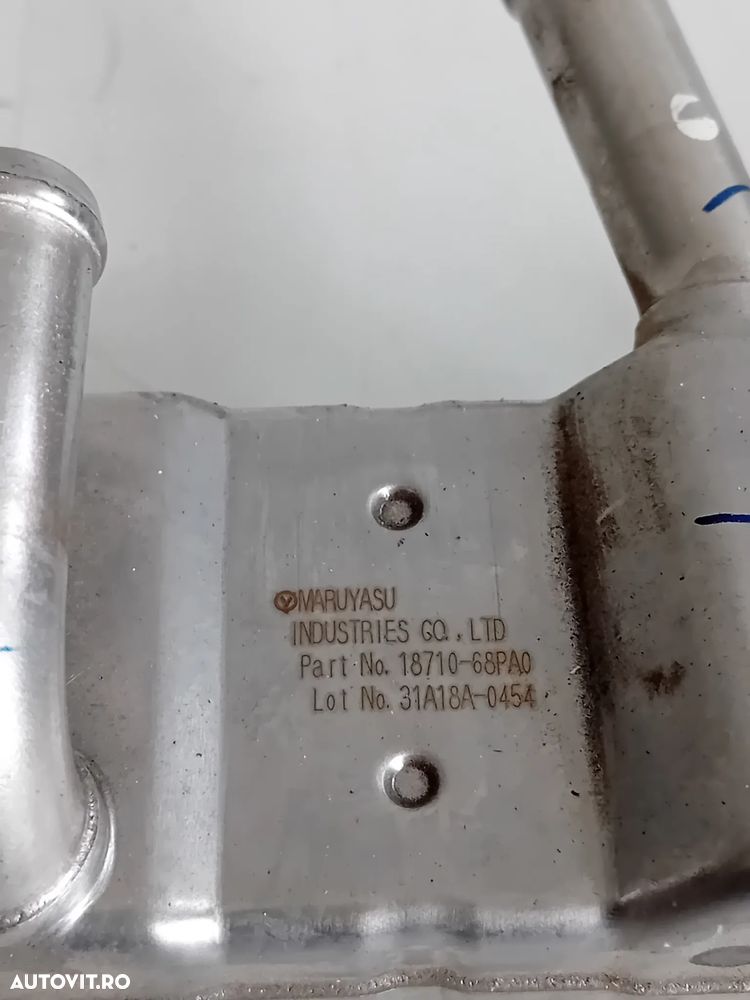 MARUYASU
INDUSTRIES CO., LTD
Part No. 18710-68PA0
Lot No. 31A18A-0454
AUTOVIT.RO